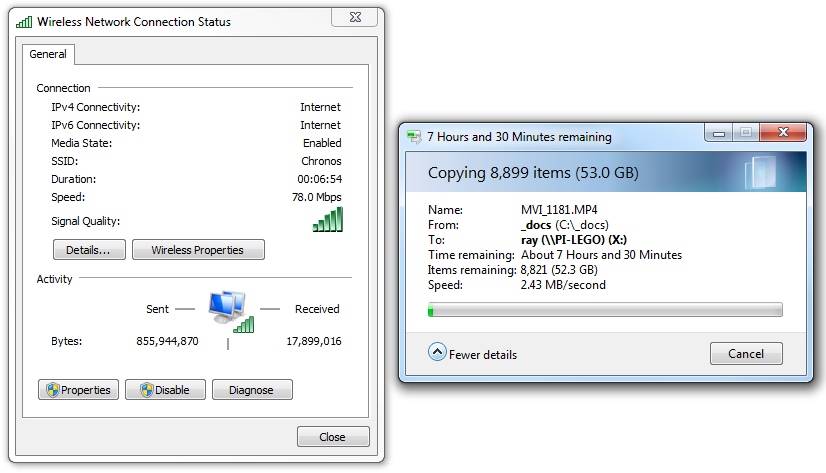 Wireless Network Connection Status
General
Connection
IPv4 Connectivity: Internet
IPv6 Connectivity: Internet
Media State: Enabled
SSID: Chronos
Duration: 00:06:54
Speed: 78.0 Mbps
Signal Quality:
Details... Wireless Properties
Activity
Sent Received
Bytes: 855,944,870 17,899,016
Properties Disable Diagnose
Close
7 Hours and 30 Minutes remaining
Copying 8,899 items (53.0 GB)
Name: MVI_1181.MP4
From: _docs (C:\_docs)
To: ray (\\PI-LEGO) (X:)
Time remaining: About 7 Hours and 30 Minutes
Items remaining: 8,821 (52.3 GB)
Speed: 2.43 MB/second
Fewer details Cancel